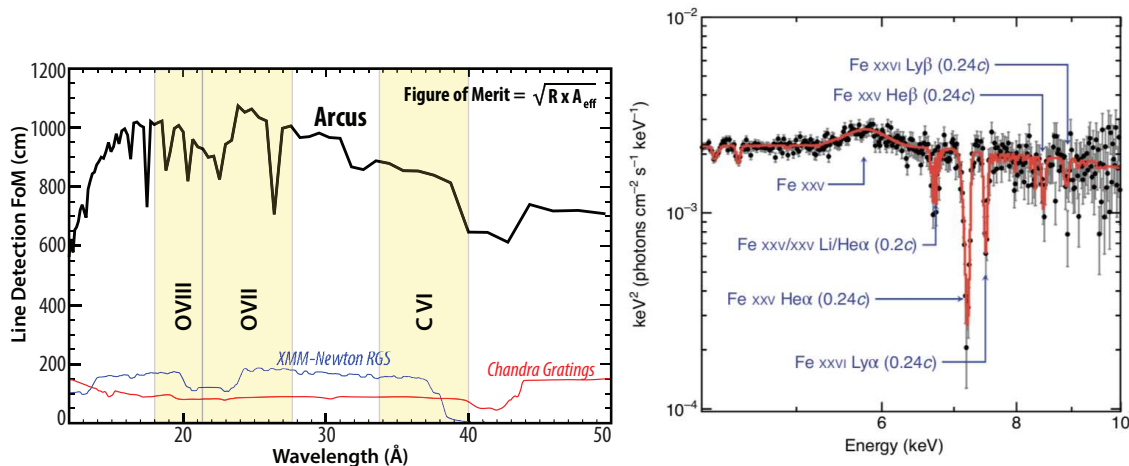 1200
1000
800
600
400
200
0
Line Detection FoM (cm)
Figure of Merit = √R x A_eff
Arcus
OVIII
OVII
C VI
XMM-Newton RGS
Chandra Gratings
20
30
40
50
Wavelength (Å)
10⁻²
10⁻³
10⁻⁴
keV² (photons cm⁻² s⁻¹ keV⁻¹)
Fe XXVI Lyβ (0.24c)
Fe XXV Heβ (0.24c)
Fe XXV
Fe XXV/XXV Li/Heα (0.2c)
Fe XXV Heα (0.24c)
Fe XXVI Lyα (0.24c)
6
8
10
Energy (keV)